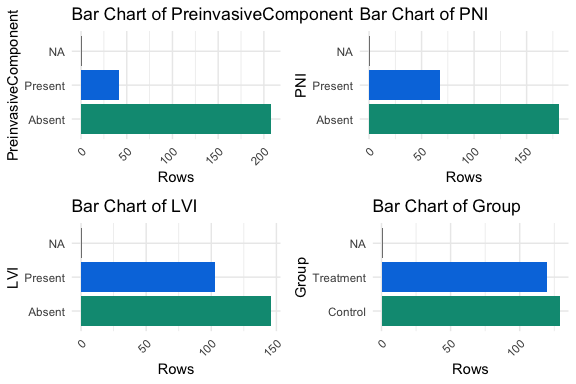 Bar Chart of PreinvasiveComponent
PreinvasiveComponent
NA
Present
Absent
0
50
100
150
200
Rows
Bar Chart of PNI
PNI
NA
Present
Absent
0
50
100
150
Rows
Bar Chart of LVI
LVI
NA
Present
Absent
0
50
100
150
Rows
Bar Chart of Group
Group
NA
Treatment
Control
0
50
100
Rows